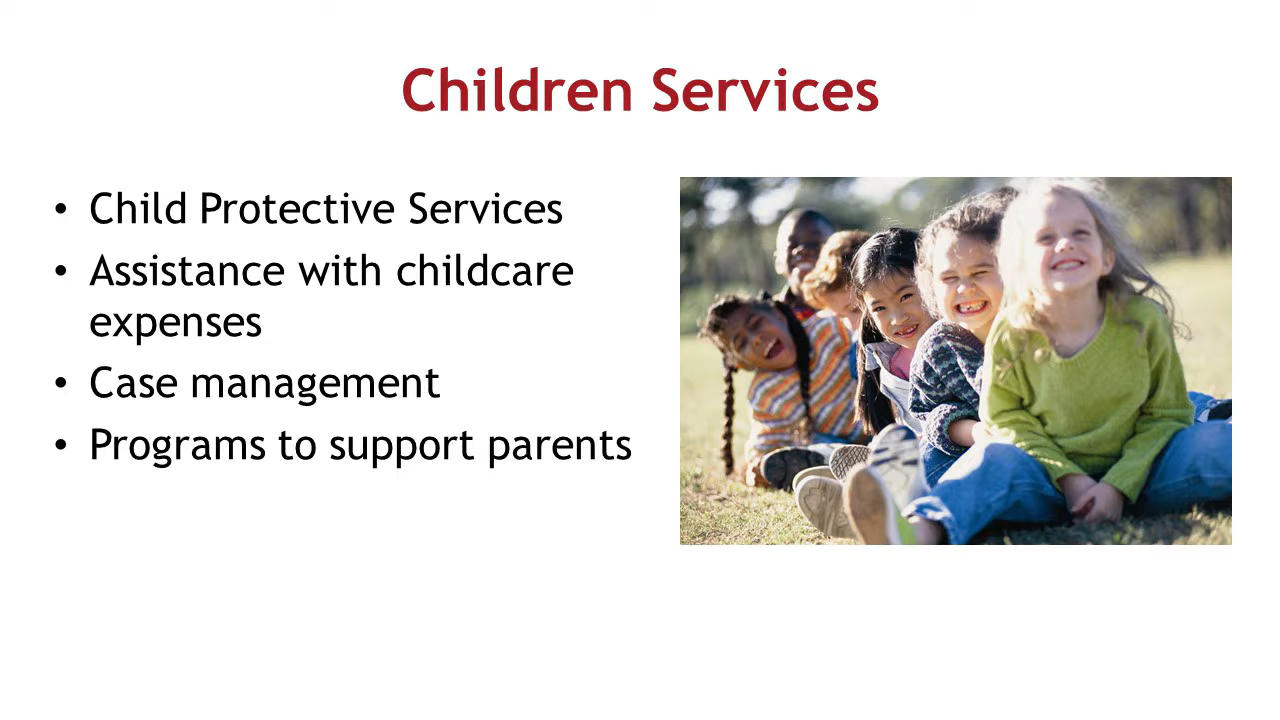 Children Services
• Child Protective Services
• Assistance with childcare
expenses
• Case management
• Programs to support parents